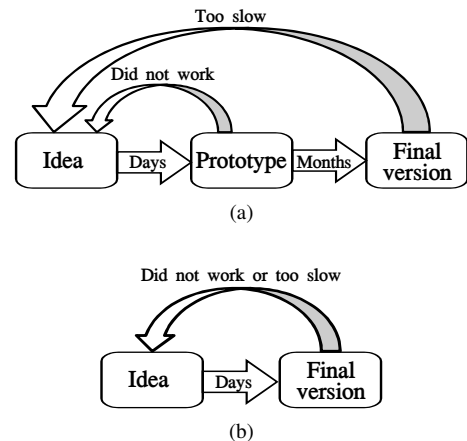 Too slow
Did not work
Idea
Days
Prototype
Months
Final
version
(a)
Did not work or too slow
Idea
Days
Final
version
(b)